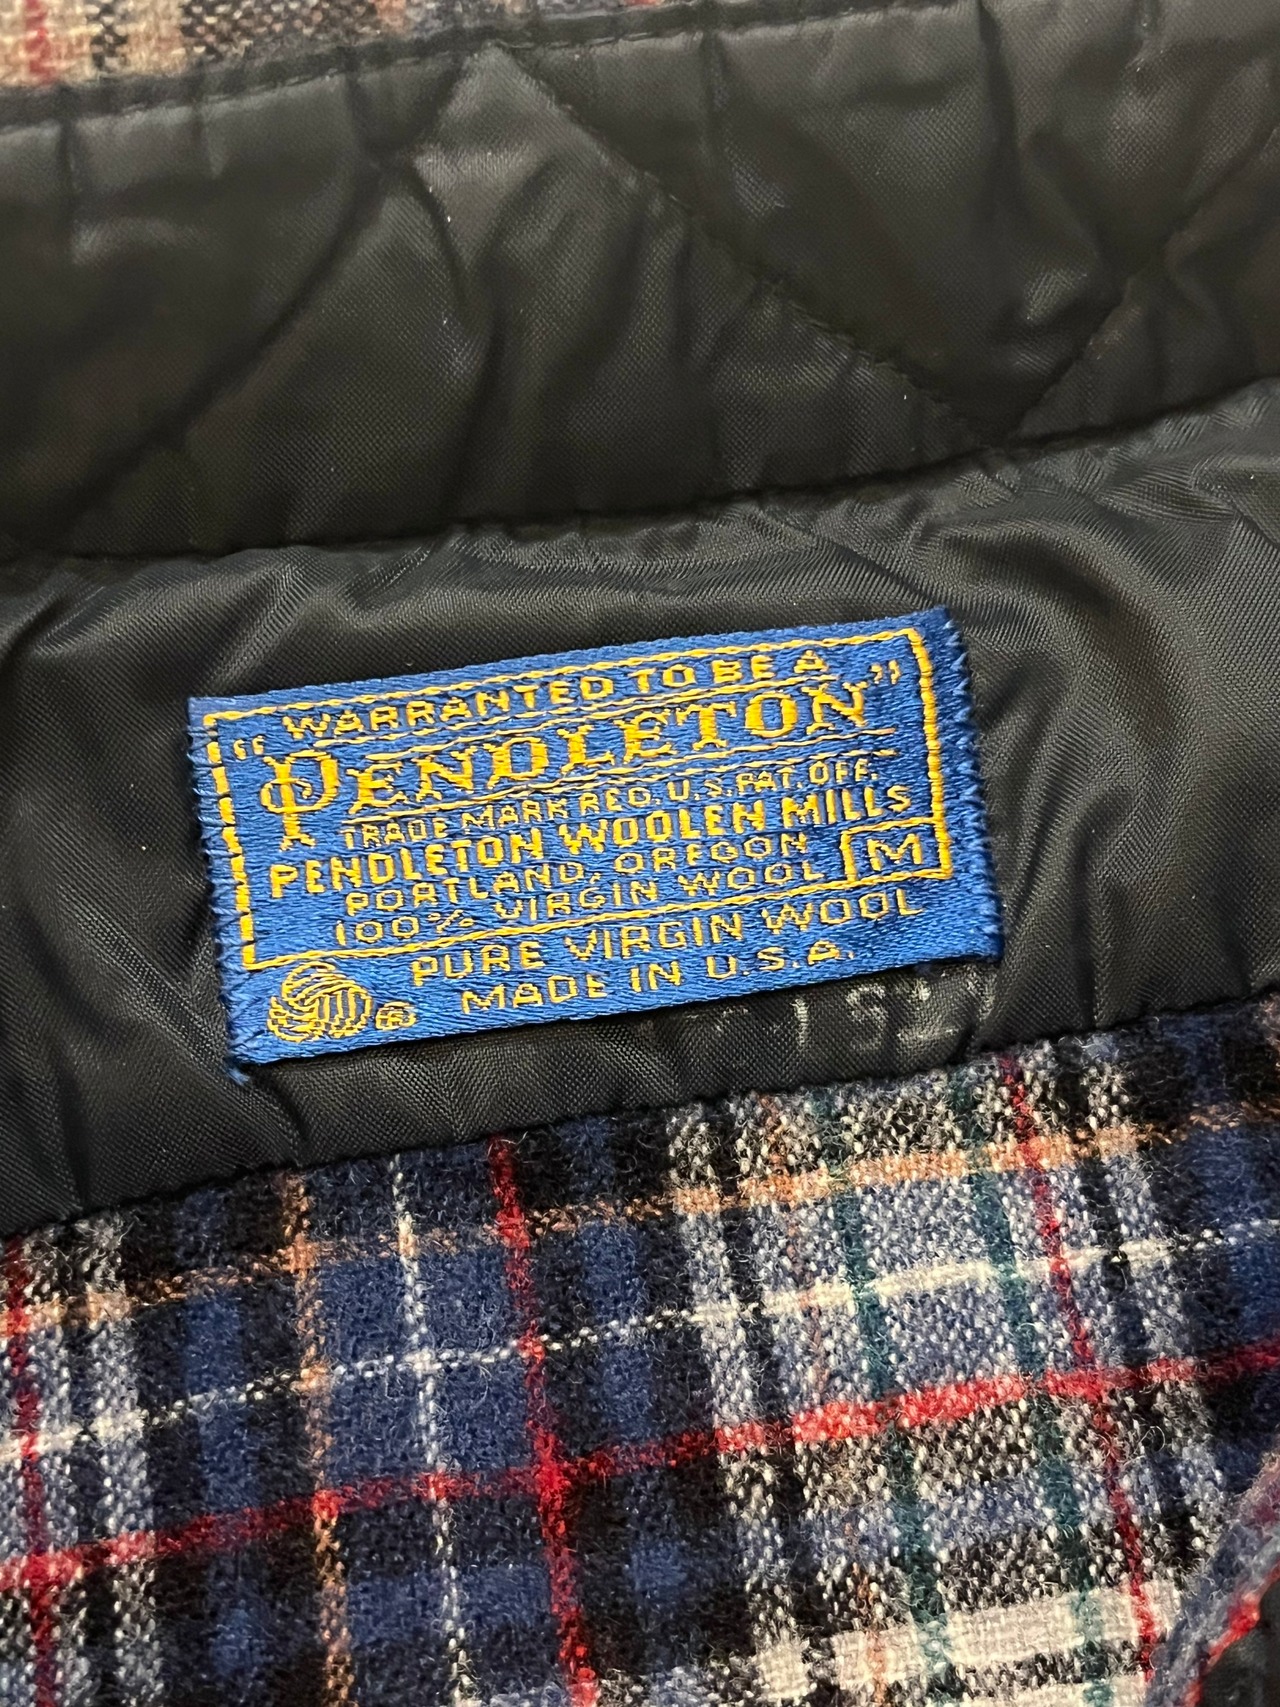 "WARRANTED TO BE A
PENDLETON"
TRADE MARK REG. U.S. PAT. OFF.
PENDLETON WOOLEN MILLS
PORTLAND, OREGON
100% VIRGIN WOOL M
PURE VIRGIN WOOL
® MADE IN U.S.A.